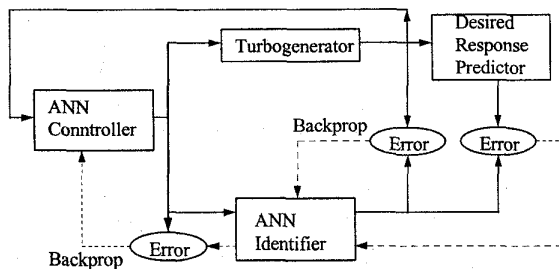 Turbogenerator
Desired
Response
Predictor
ANN
Conntroller
Backprop
Error
Error
ANN
Identifier
Backprop
Error